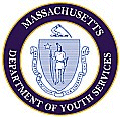 MASSACHUSETTS
DEPARTMENT OF YOUTH SERVICES